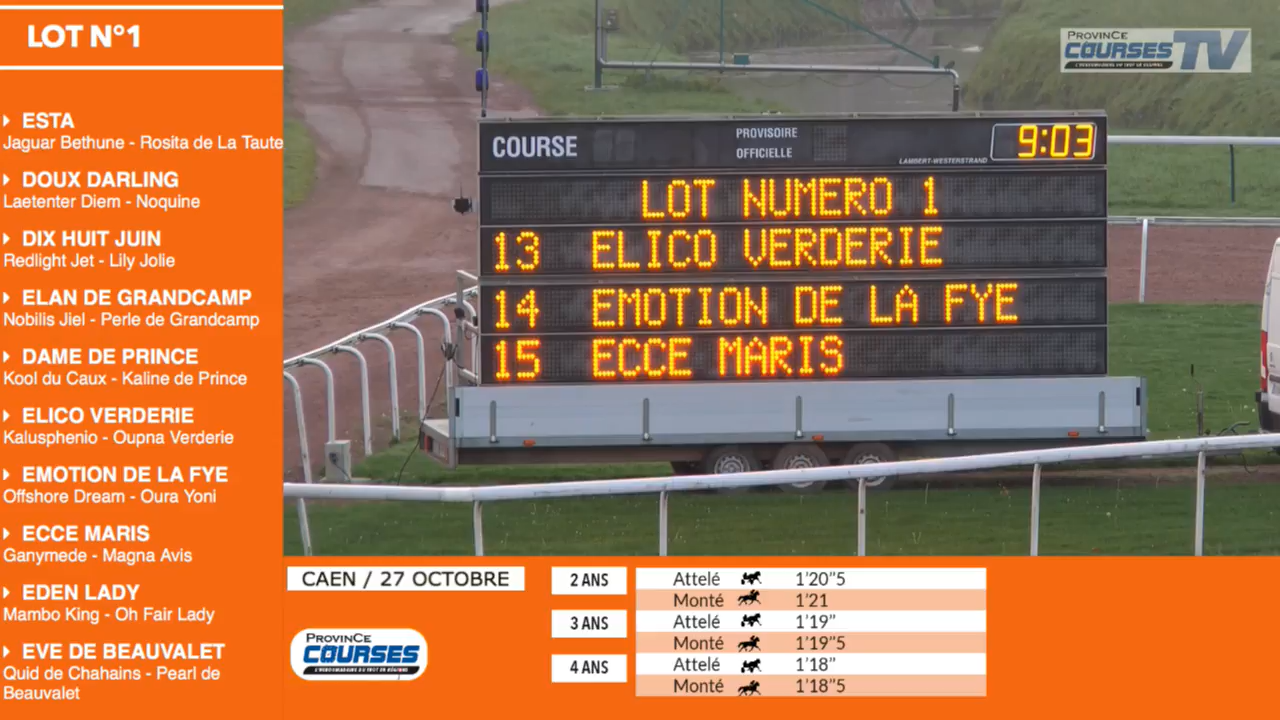 LOT N°1
ESTA
Jaguar Bethune - Rosita de La Taute
DOUX DARLING
Laetenter Diem - Noquine
DIX HUIT JUIN
Redlight Jet - Lily Jolie
ELAN DE GRANDCAMP
Nobilis Jiel - Perle de Grandcamp
DAME DE PRINCE
Kool du Caux - Kaline de Prince
ELICO VERDERIE
Kalusphenio - Oupna Verderie
EMOTION DE LA FYE
Offshore Dream - Oura Yoni
ECCE MARIS
Ganymede - Magna Avis
EDEN LADY
Mambo King - Oh Fair Lady
EVE DE BEAUVALET
Quid de Chahains - Pearl de
Beauvalet
PROVINCE
COURSES TV
COURSE
PROVISOIRE
OFFICIELLE
LAMBERT-WESTERSTRAND
9:03
LOT NUMERO 1
13 ELICO VERDERIE
14 EMOTION DE LA FYE
15 ECCE MARIS
CAEN / 27 OCTOBRE
PROVINCE
COURSES
L'HEBDOMADAIRE DU TROT EN RÉGIONS
2 ANS
Attelé 1'20"5
Monté 1'21
3 ANS
Attelé 1'19"
Monté 1'19"5
4 ANS
Attelé 1'18"
Monté 1'18"5